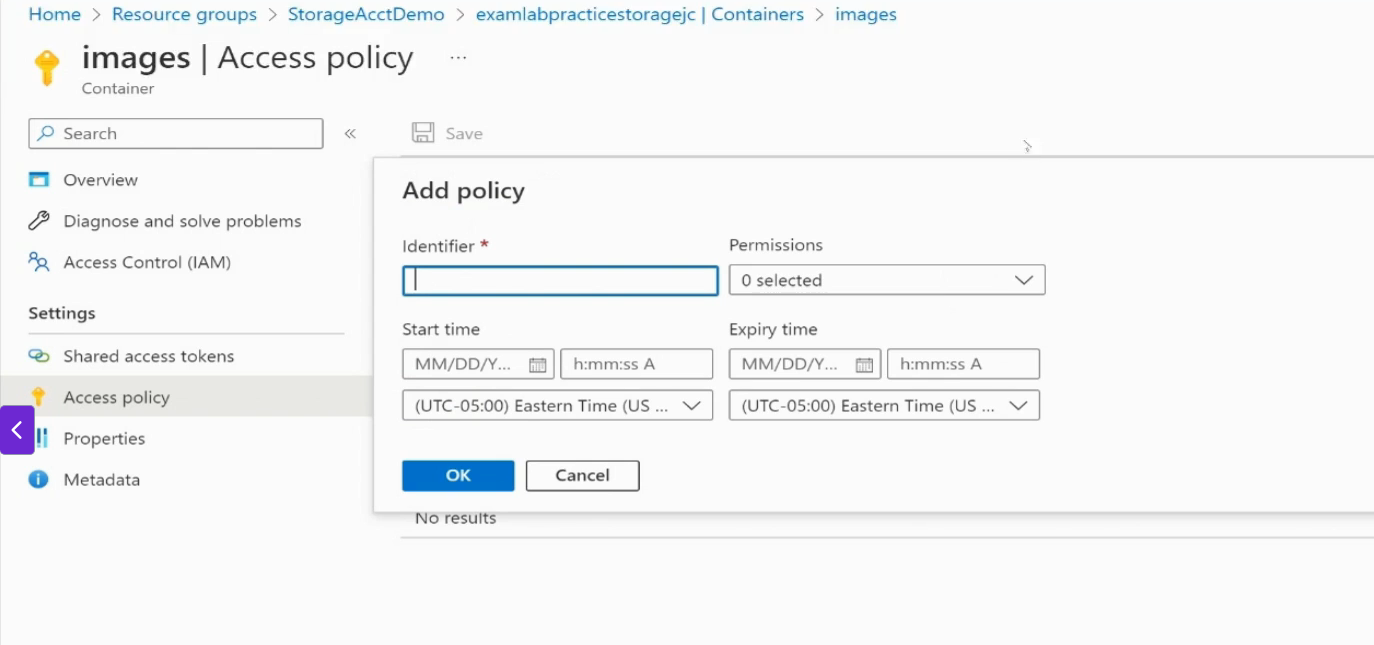 Home > Resource groups > StorageAcctDemo > examlabpracticestoragejc | Containers > images
images | Access policy ...
Container
Search «
Save
Overview
Diagnose and solve problems
Access Control (IAM)
Settings
Shared access tokens
Access policy
Properties
Metadata
Add policy
Identifier * Permissions
0 selected
Start time Expiry time
MM/DD/Y... h:mm:ss A MM/DD/Y... h:mm:ss A
(UTC-05:00) Eastern Time (US ... (UTC-05:00) Eastern Time (US ...
OK Cancel
No results